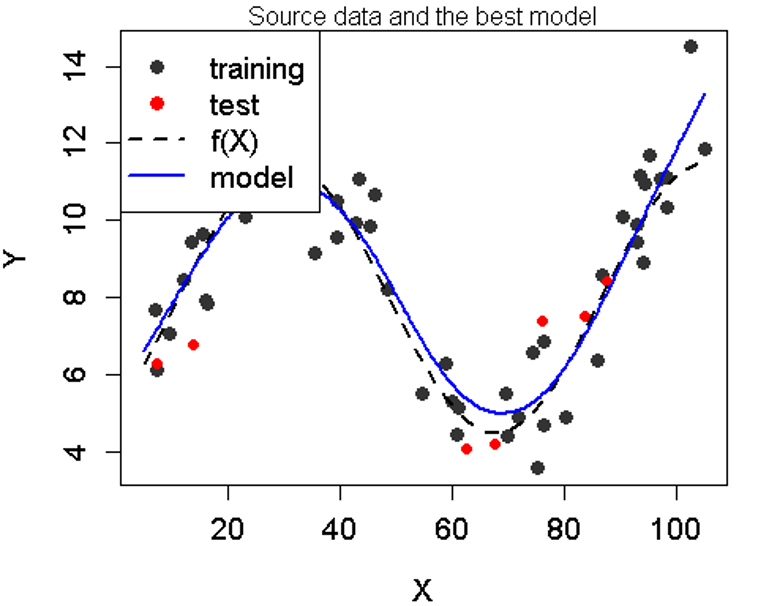 Source data and the best model
training
test
f(X)
model
14
12
10
8
6
4
Y
20 40 60 80 100
X